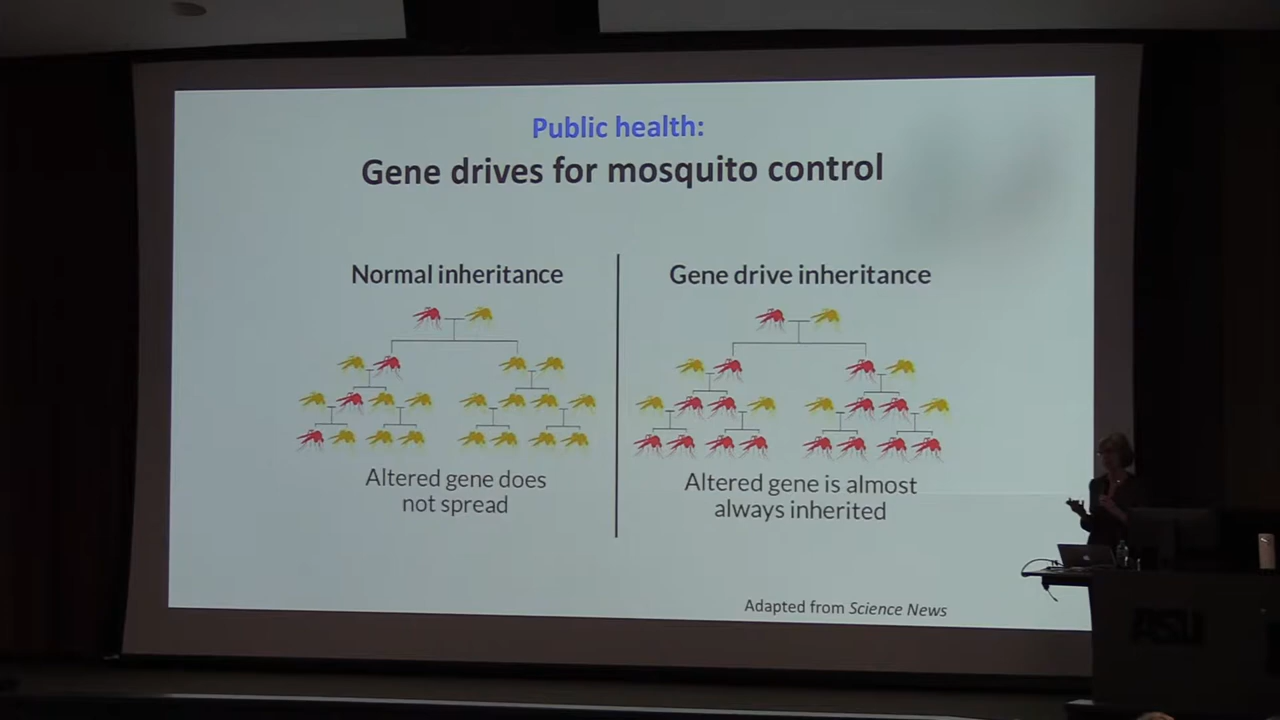 Public health:
Gene drives for mosquito control
Normal inheritance
Altered gene does
not spread
Gene drive inheritance
Altered gene is almost
always inherited
Adapted from Science News
ASU